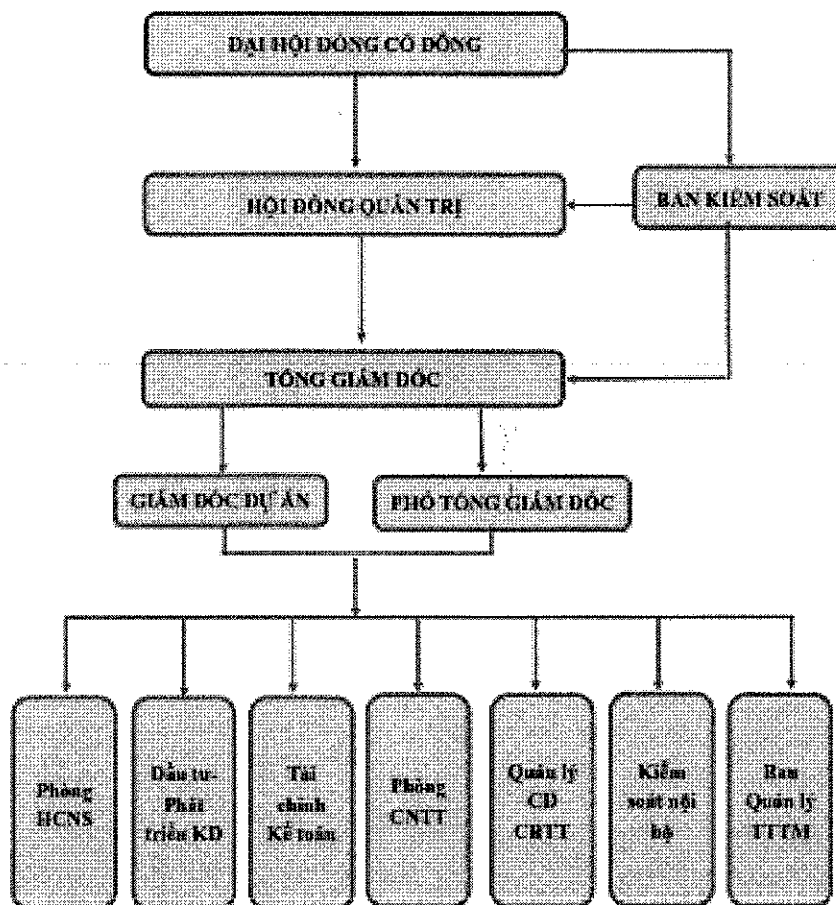 ĐẠI HỘI ĐỒNG CỔ ĐÔNG
HỘI ĐỒNG QUẢN TRỊ
BAN KIỂM SOÁT
TỔNG GIÁM ĐỐC
GIÁM ĐỐC DỰ ÁN
PHÓ TỔNG GIÁM ĐỐC
Phòng
HCNS
Đầu tư-
Phát
triển KD
Tài
chính
Kế toán
Phòng
CNTT
Quản lý
CD
CRTT
Kiểm
soát nội
bộ
Ban
Quản lý
TTTM